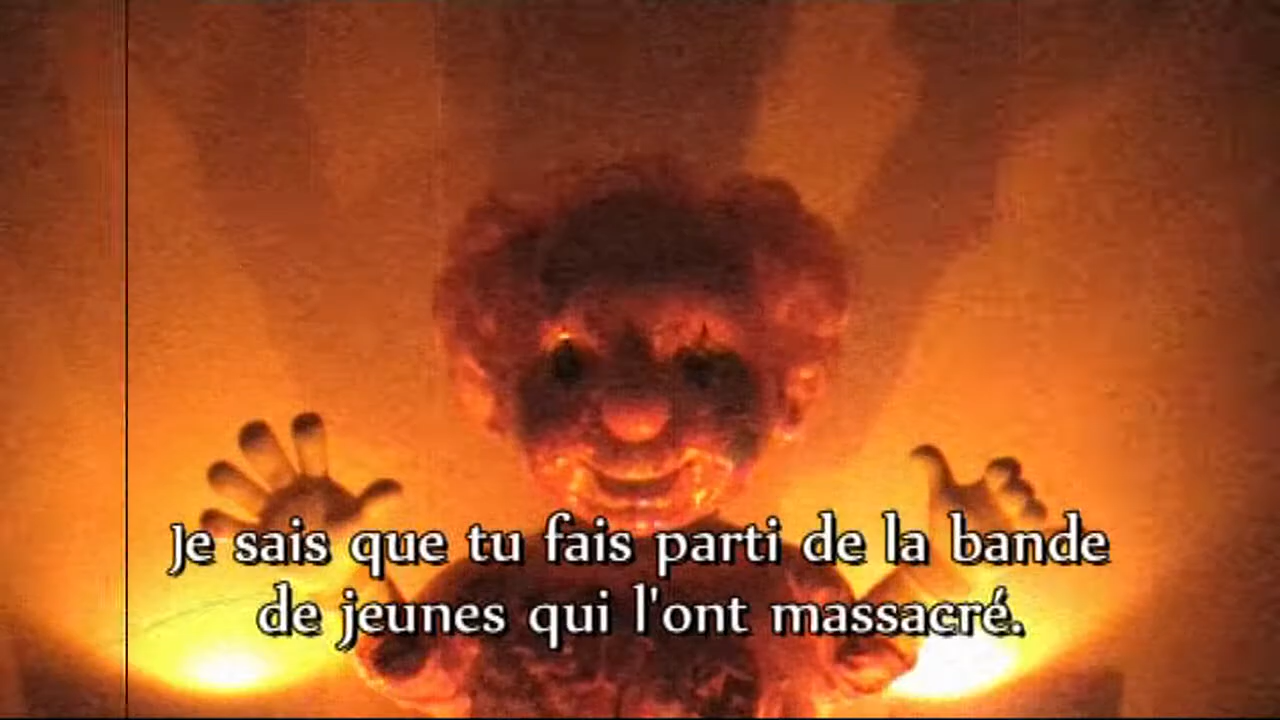 Je sais que tu fais parti de la bande
de jeunes qui l'ont massacré.